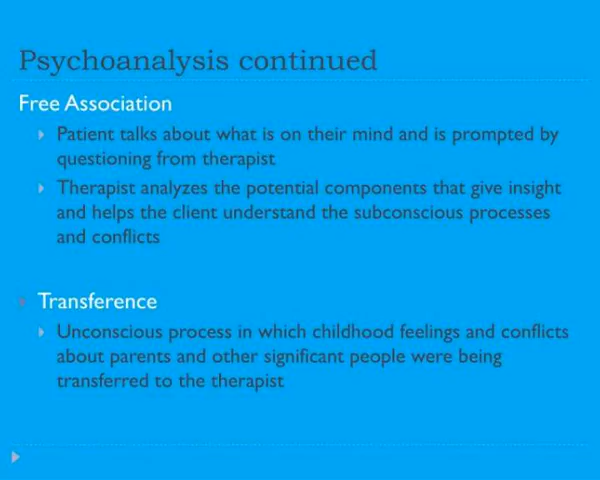 Psychoanalysis continued
Free Association
Patient talks about what is on their mind and is prompted by
questioning from therapist
Therapist analyzes the potential components that give insight
and helps the client understand the subconscious processes
and conflicts
Transference
Unconscious process in which childhood feelings and conflicts
about parents and other significant people were being
transferred to the therapist